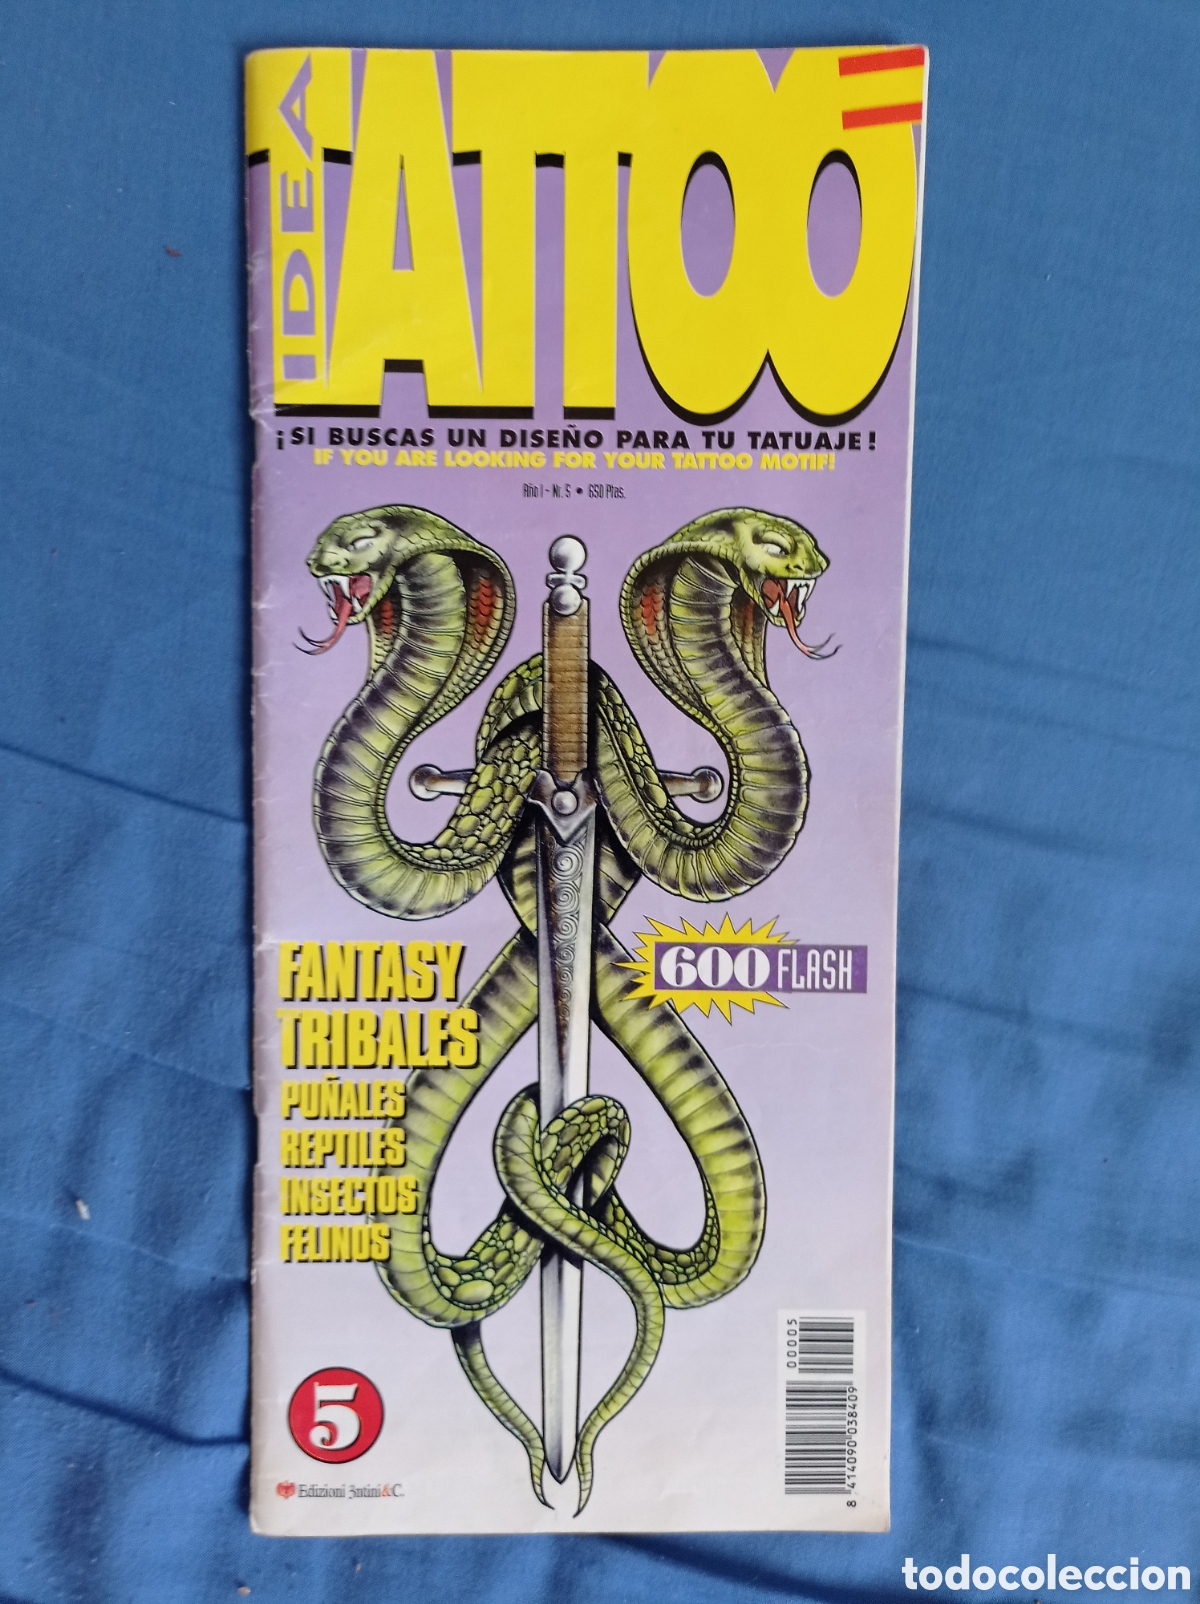 IDEA
TATTOO
¡SI BUSCAS UN DISEÑO PARA TU TATUAJE!
IF YOU ARE LOOKING FOR YOUR TATTOO MOTIF!
Año I - Nr. 5 • 650 Ptas.
600 FLASH
FANTASY
TRIBALES
PUÑALES
REPTILES
INSECTOS
FELINOS
5
Edizioni 3ntini&C.
00005
8 414090 038409
todocoleccion